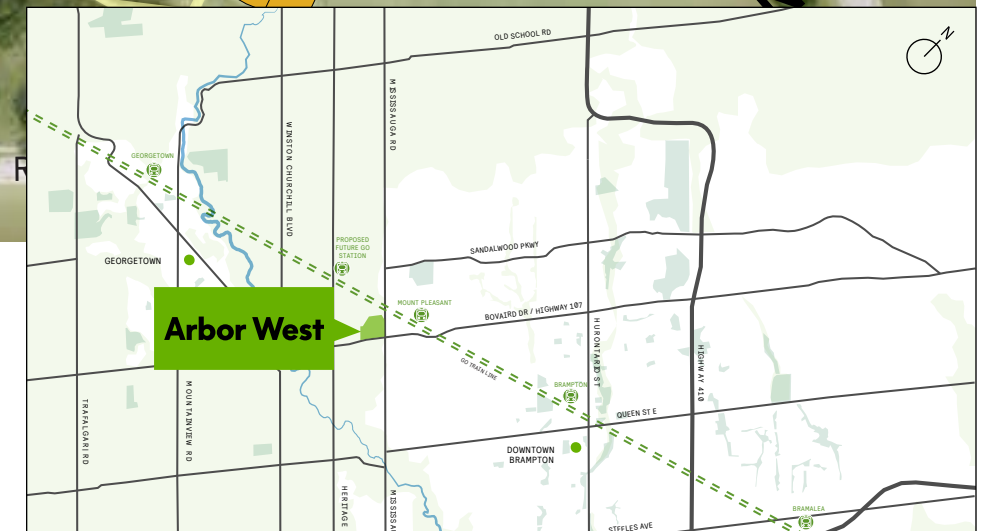 N
OLD SCHOOL RD
MISSISSAUGA RD
WINSTON CHURCHILL BLVD
R
GEORGETOWN
PROPOSED
FUTURE GO
STATION
SANDALWOOD PKWY
GEORGETOWN
MOUNT PLEASANT
BOVAIRD DR / HIGHWAY 107
Arbor West
HURONTARIO ST
HIGHWAY 410
GO TRAIN LINE
BRAMPTON
MOUNTAINVIEW RD
TRAFALGAR RD
QUEEN ST E
DOWNTOWN
BRAMPTON
HERITAGE
MISSISSA
BRAMALEA
STEELES AVE